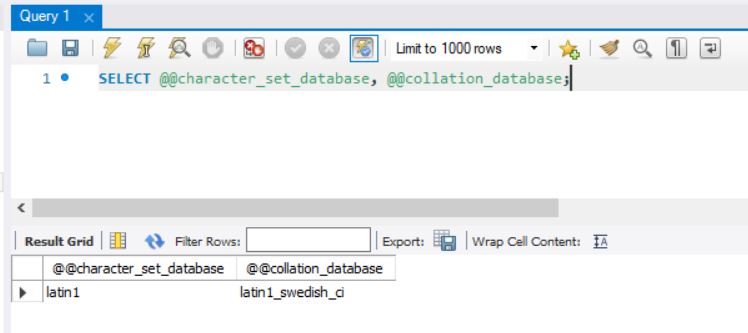 Query 1
Limit to 1000 rows
1 SELECT @@character_set_database, @@collation_database;
Result Grid Filter Rows: Export: Wrap Cell Content:
@@character_set_database @@collation_database
latin1 latin1_swedish_ci